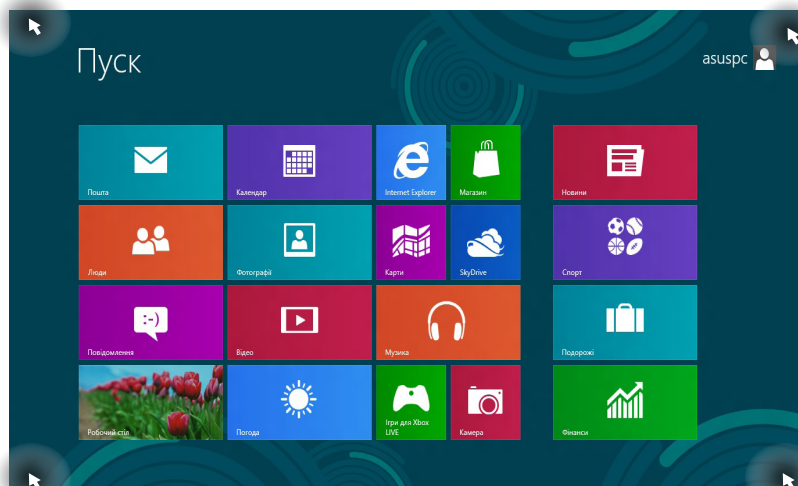 Пуск
asuspc
Пошта
Календар
Internet Explorer
Магазин
Новини
Люди
Фотографії
Карти
SkyDrive
Спорт
Повідомлення
:-)
Відео
Музика
Подорожі
Робочий стіл
Погода
Ігри для Xbox
LIVE
Камера
Фінанси